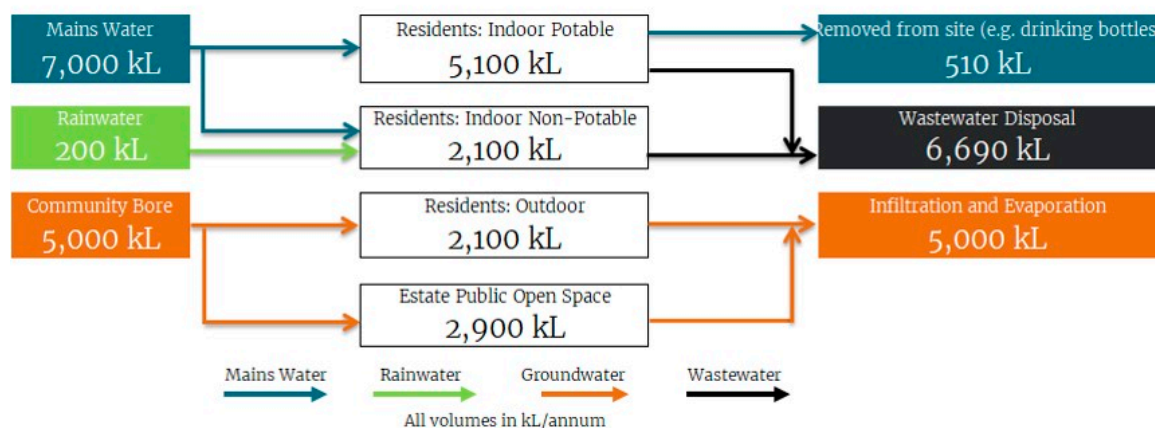 Mains Water
7,000 kL
Residents: Indoor Potable
5,100 kL
Removed from site (e.g. drinking bottles
510 kL
Rainwater
200 kL
Residents: Indoor Non-Potable
2,100 kL
Wastewater Disposal
6,690 kL
Community Bore
5,000 kL
Residents: Outdoor
2,100 kL
Infiltration and Evaporation
5,000 kL
Estate Public Open Space
2,900 kL
Mains Water
Rainwater
Groundwater
Wastewater
All volumes in kL/annum